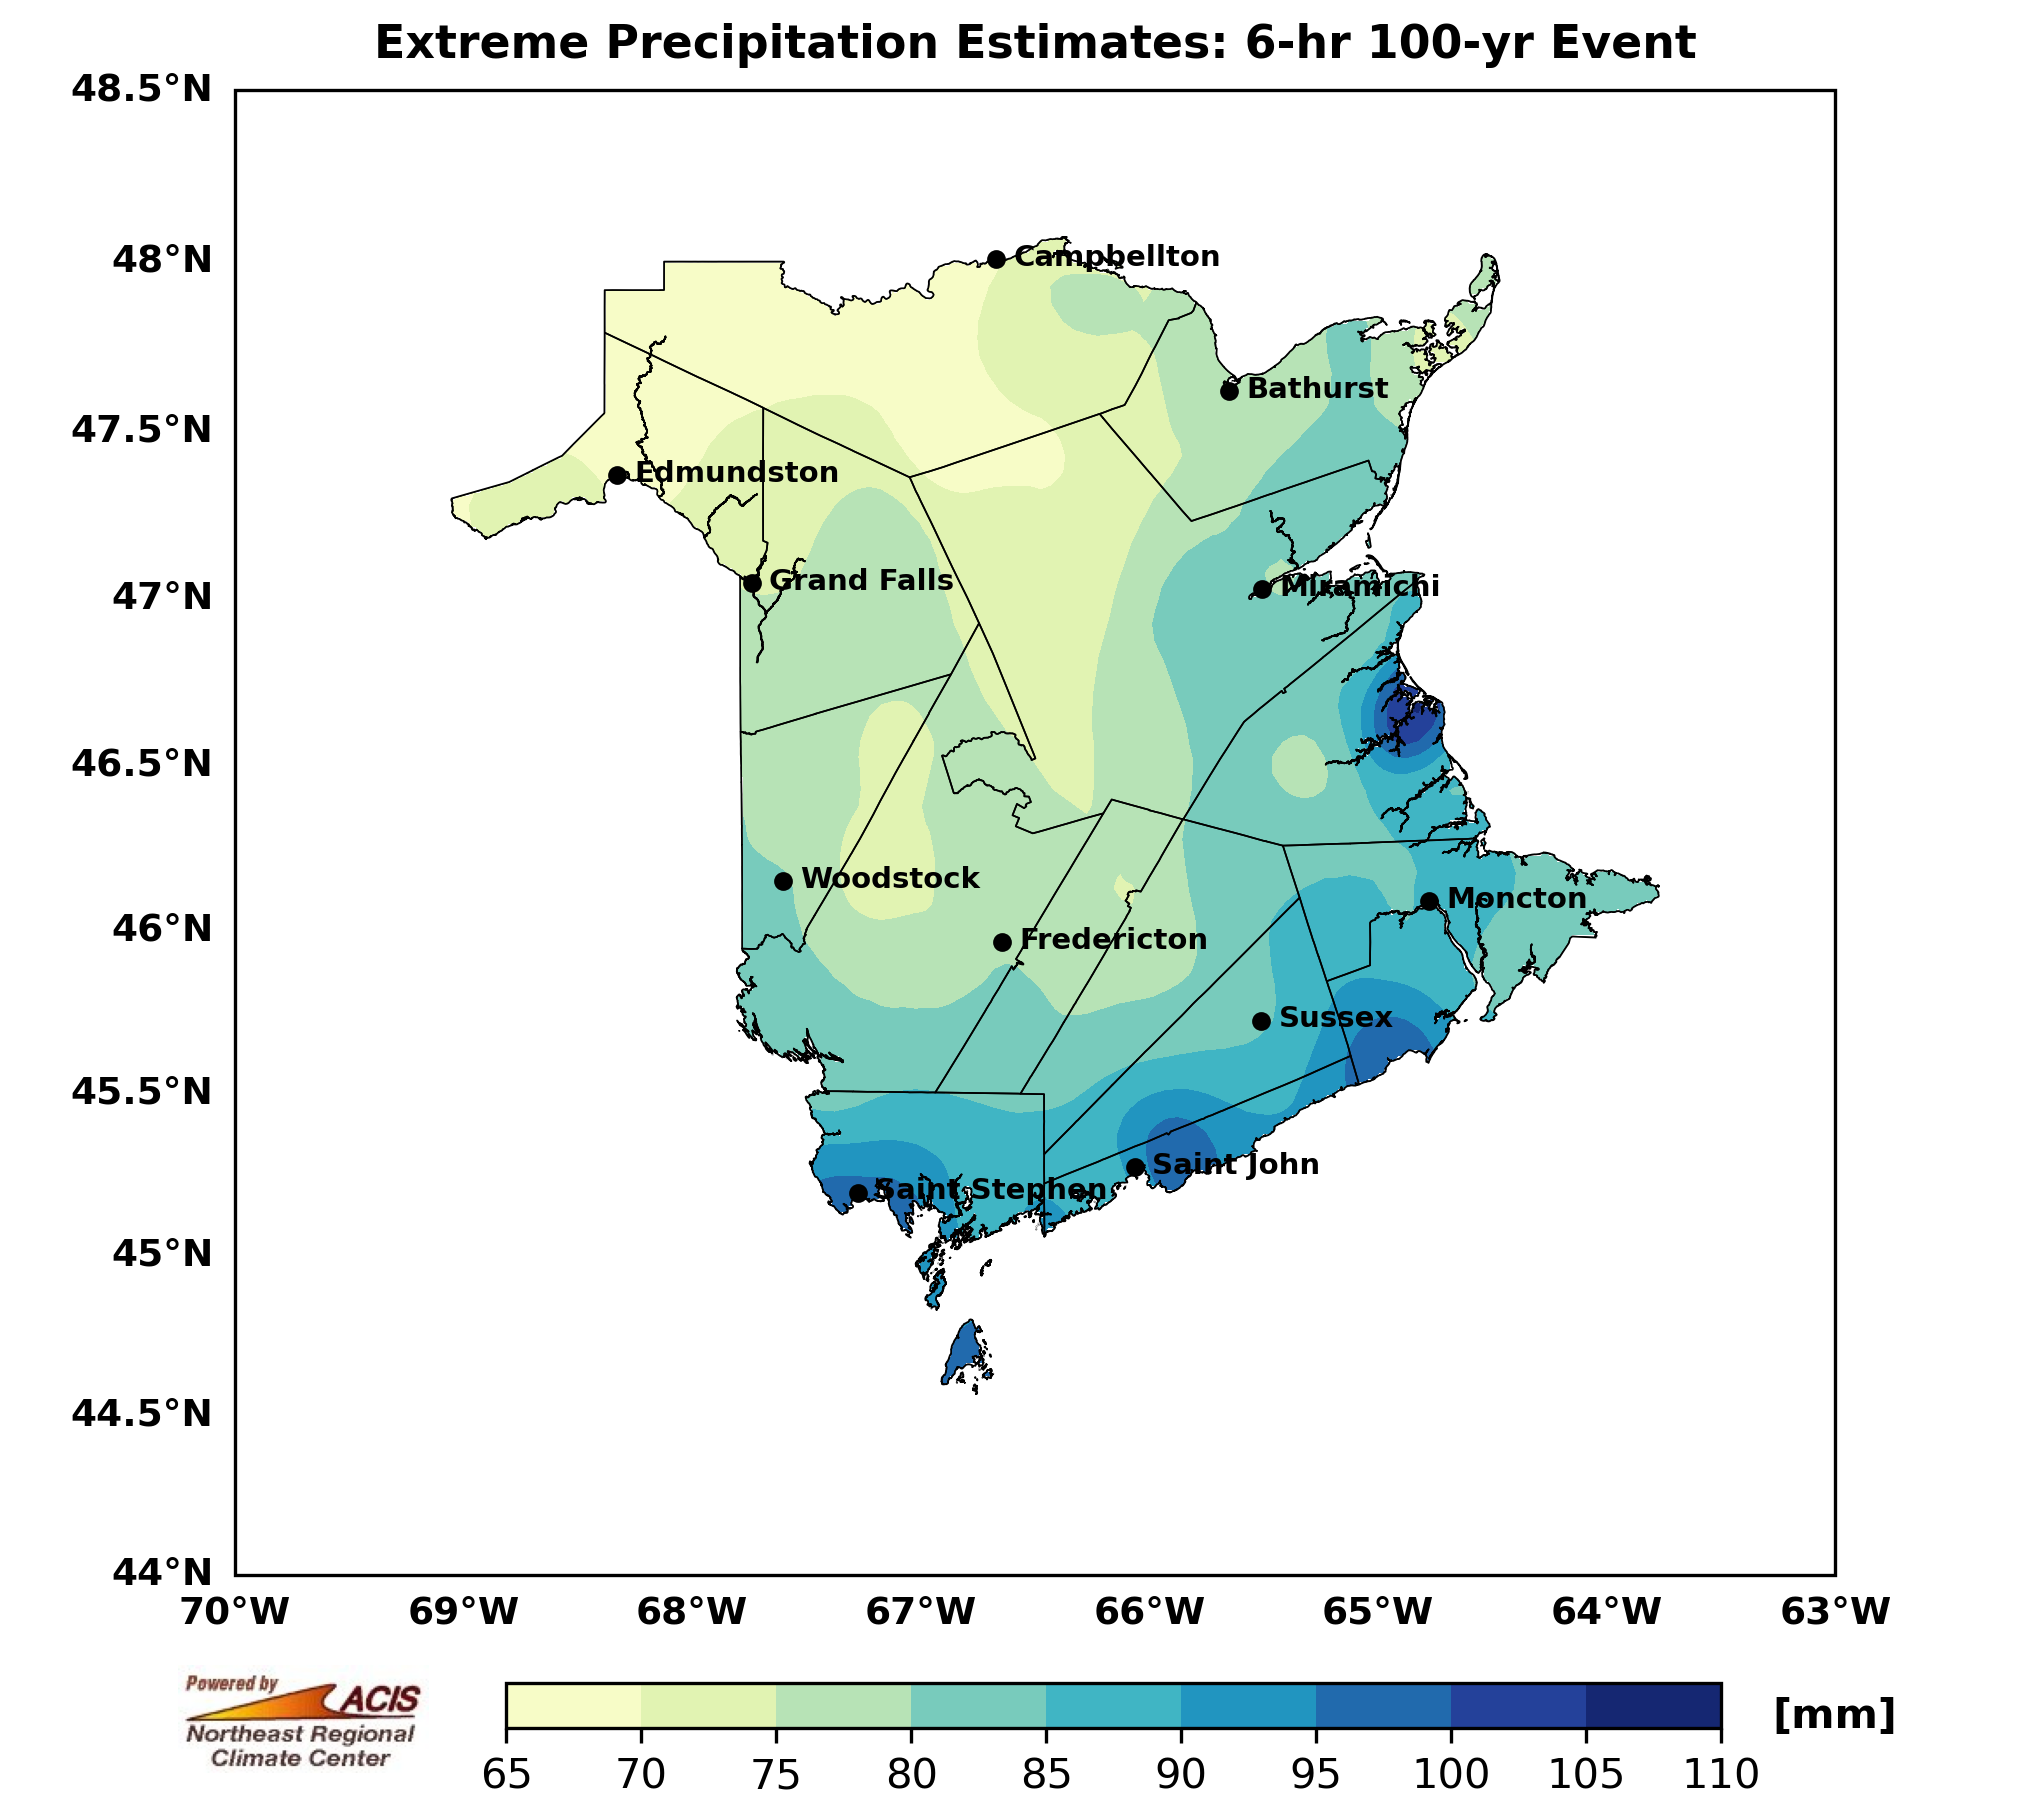 Extreme Precipitation Estimates: 6-hr 100-yr Event
48.5°N
48°N
47.5°N
47°N
46.5°N
46°N
45.5°N
45°N
44.5°N
44°N
Campbellton
Bathurst
Edmundston
Grand Falls
Miramichi
Woodstock
Moncton
Fredericton
Sussex
Saint John
Saint Stephen
70°W 69°W 68°W 67°W 66°W 65°W 64°W 63°W
Powered by
ACIS
Northeast Regional
Climate Center
[mm]
65 70 75 80 85 90 95 100 105 110